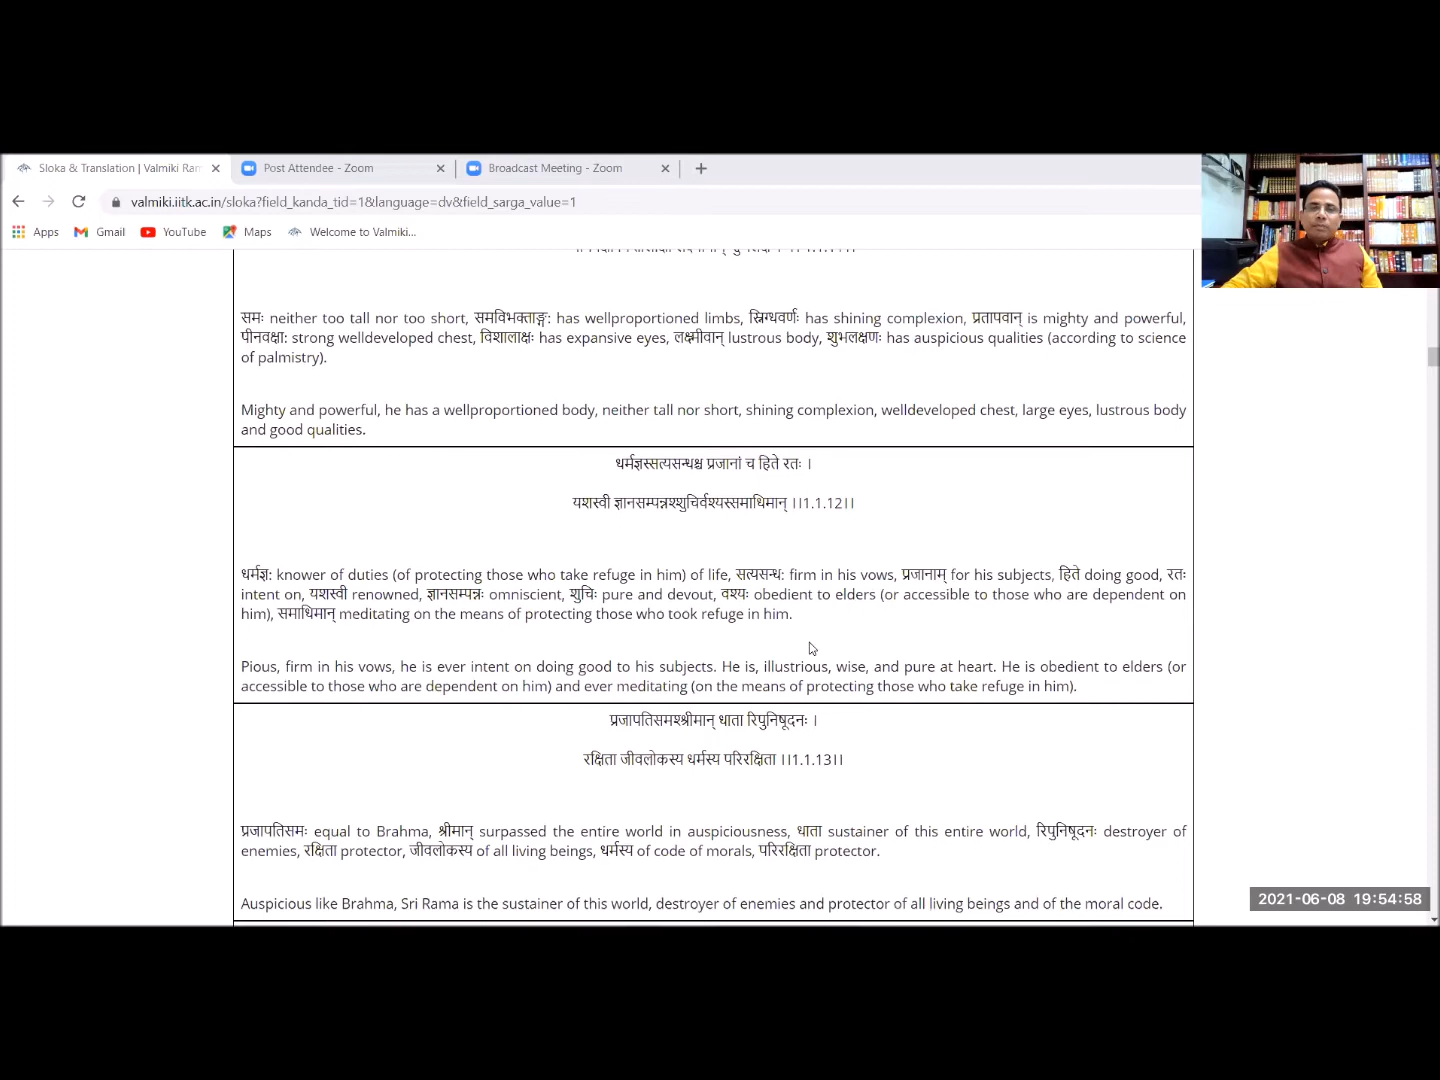 Sloka & Translation | Valmiki Ram
Post Attendee - Zoom
Broadcast Meeting - Zoom
valmiki.iitk.ac.in/sloka?field_kanda_tid=1&language=dv&field_sarga_value=1
Apps Gmail YouTube Maps Welcome to Valmiki...
समः neither too tall nor too short, समविभक्ताङ्ग: has wellproportioned limbs, स्निग्धवर्णः has shining complexion, प्रतापवान् is mighty and powerful,
पीनवक्षा: strong welldeveloped chest, विशालाक्षः has expansive eyes, लक्ष्मीवान् lustrous body, शुभलक्षणः has auspicious qualities (according to science
of palmistry).
Mighty and powerful, he has a wellproportioned body, neither tall nor short, shining complexion, welldeveloped chest, large eyes, lustrous body
and good qualities.
धर्मज्ञस्सत्यसन्धश्च प्रजानां च हिते रतः ।
यशस्वी ज्ञानसम्पन्नश्शुचिर्वश्यस्समाधिमान् ।।1.1.12।।
धर्मज्ञ: knower of duties (of protecting those who take refuge in him) of life, सत्यसन्ध: firm in his vows, प्रजानाम् for his subjects, हिते doing good, रतः
intent on, यशस्वी renowned, ज्ञानसम्पन्नः omniscient, शुचिः pure and devout, वश्यः obedient to elders (or accessible to those who are dependent on
him), समाधिमान् meditating on the means of protecting those who took refuge in him.
Pious, firm in his vows, he is ever intent on doing good to his subjects. He is, illustrious, wise, and pure at heart. He is obedient to elders (or
accessible to those who are dependent on him) and ever meditating (on the means of protecting those who take refuge in him).
प्रजापतिसमश्श्रीमान् धाता रिपुनिषूदनः ।
रक्षिता जीवलोकस्य धर्मस्य परिरक्षिता ।।1.1.13।।
प्रजापतिसमः equal to Brahma, श्रीमान् surpassed the entire world in auspiciousness, धाता sustainer of this entire world, रिपुनिषूदनः destroyer of
enemies, रक्षिता protector, जीवलोकस्य of all living beings, धर्मस्य of code of morals, परिरक्षिता protector.
Auspicious like Brahma, Sri Rama is the sustainer of this world, destroyer of enemies and protector of all living beings and of the moral code.
2021-06-08 19:54:58